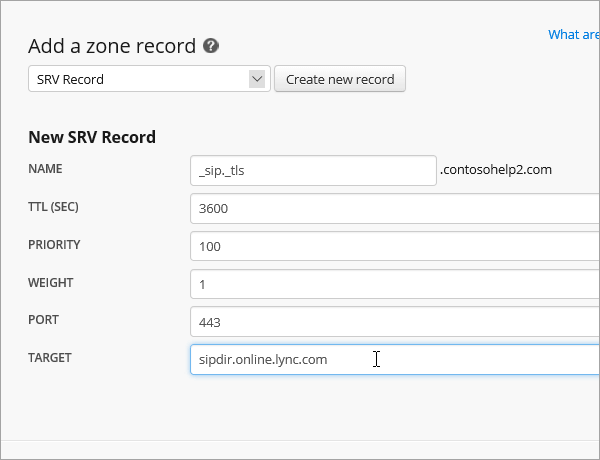 What are
Add a zone record ?
SRV Record Create new record
New SRV Record
NAME _sip._tls .contosohelp2.com
TTL (SEC) 3600
PRIORITY 100
WEIGHT 1
PORT 443
TARGET sipdir.online.lync.com